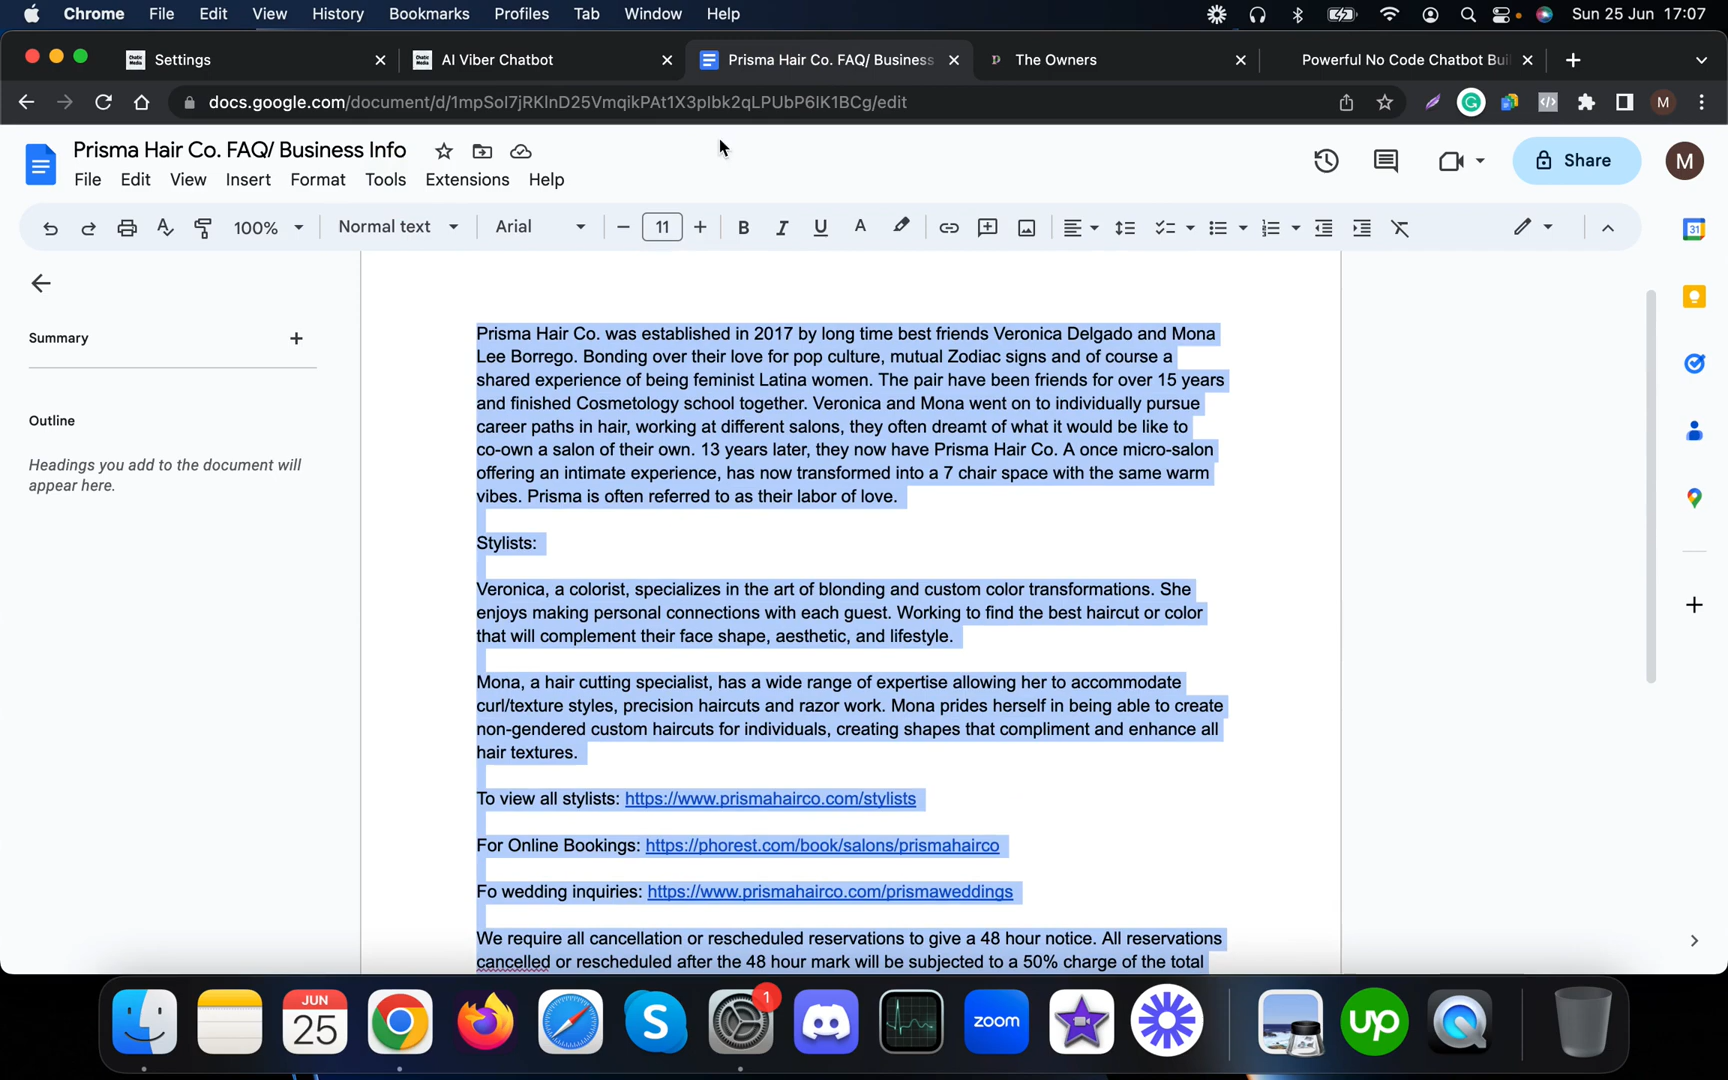 Chrome File Edit View History Bookmarks Profiles Tab Window Help Sun 25 Jun 17:07
Settings AI Viber Chatbot Prisma Hair Co. FAQ/ Business The Owners Powerful No Code Chatbot Bui
docs.google.com/document/d/1mpSol7jRKlnD25VmqikPAt1X3plbk2qLPUbP6lK1BCg/edit M
Prisma Hair Co. FAQ/ Business Info
File Edit View Insert Format Tools Extensions Help
Share M
100% Normal text Arial 11 B I U A
31
Summary
Outline
Headings you add to the document will
appear here.
Prisma Hair Co. was established in 2017 by long time best friends Veronica Delgado and Mona
Lee Borrego. Bonding over their love for pop culture, mutual Zodiac signs and of course a
shared experience of being feminist Latina women. The pair have been friends for over 15 years
and finished Cosmetology school together. Veronica and Mona went on to individually pursue
career paths in hair, working at different salons, they often dreamt of what it would be like to
co-own a salon of their own. 13 years later, they now have Prisma Hair Co. A once micro-salon
offering an intimate experience, has now transformed into a 7 chair space with the same warm
vibes. Prisma is often referred to as their labor of love.
Stylists:
Veronica, a colorist, specializes in the art of blonding and custom color transformations. She
enjoys making personal connections with each guest. Working to find the best haircut or color
that will complement their face shape, aesthetic, and lifestyle.
Mona, a hair cutting specialist, has a wide range of expertise allowing her to accommodate
curl/texture styles, precision haircuts and razor work. Mona prides herself in being able to create
non-gendered custom haircuts for individuals, creating shapes that compliment and enhance all
hair textures.
To view all stylists: https://www.prismahairco.com/stylists
For Online Bookings: https://phorest.com/book/salons/prismahairco
Fo wedding inquiries: https://www.prismahairco.com/prismaweddings
We require all cancellation or rescheduled reservations to give a 48 hour notice. All reservations
cancelled or rescheduled after the 48 hour mark will be subjected to a 50% charge of the total
JUN
25
1
zoom
up